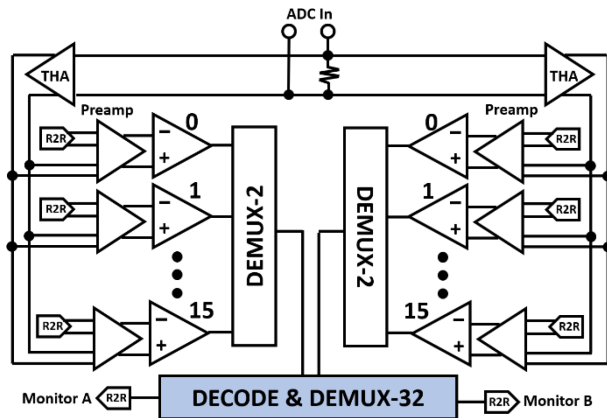 ADC In
THA
THA
Preamp
Preamp
R2R
−
+
0
DEMUX-2
DEMUX-2
0
−
+
R2R
R2R
−
+
1
1
−
+
R2R
R2R
−
+
15
15
−
+
R2R
Monitor A
R2R
DECODE & DEMUX-32
R2R
Monitor B